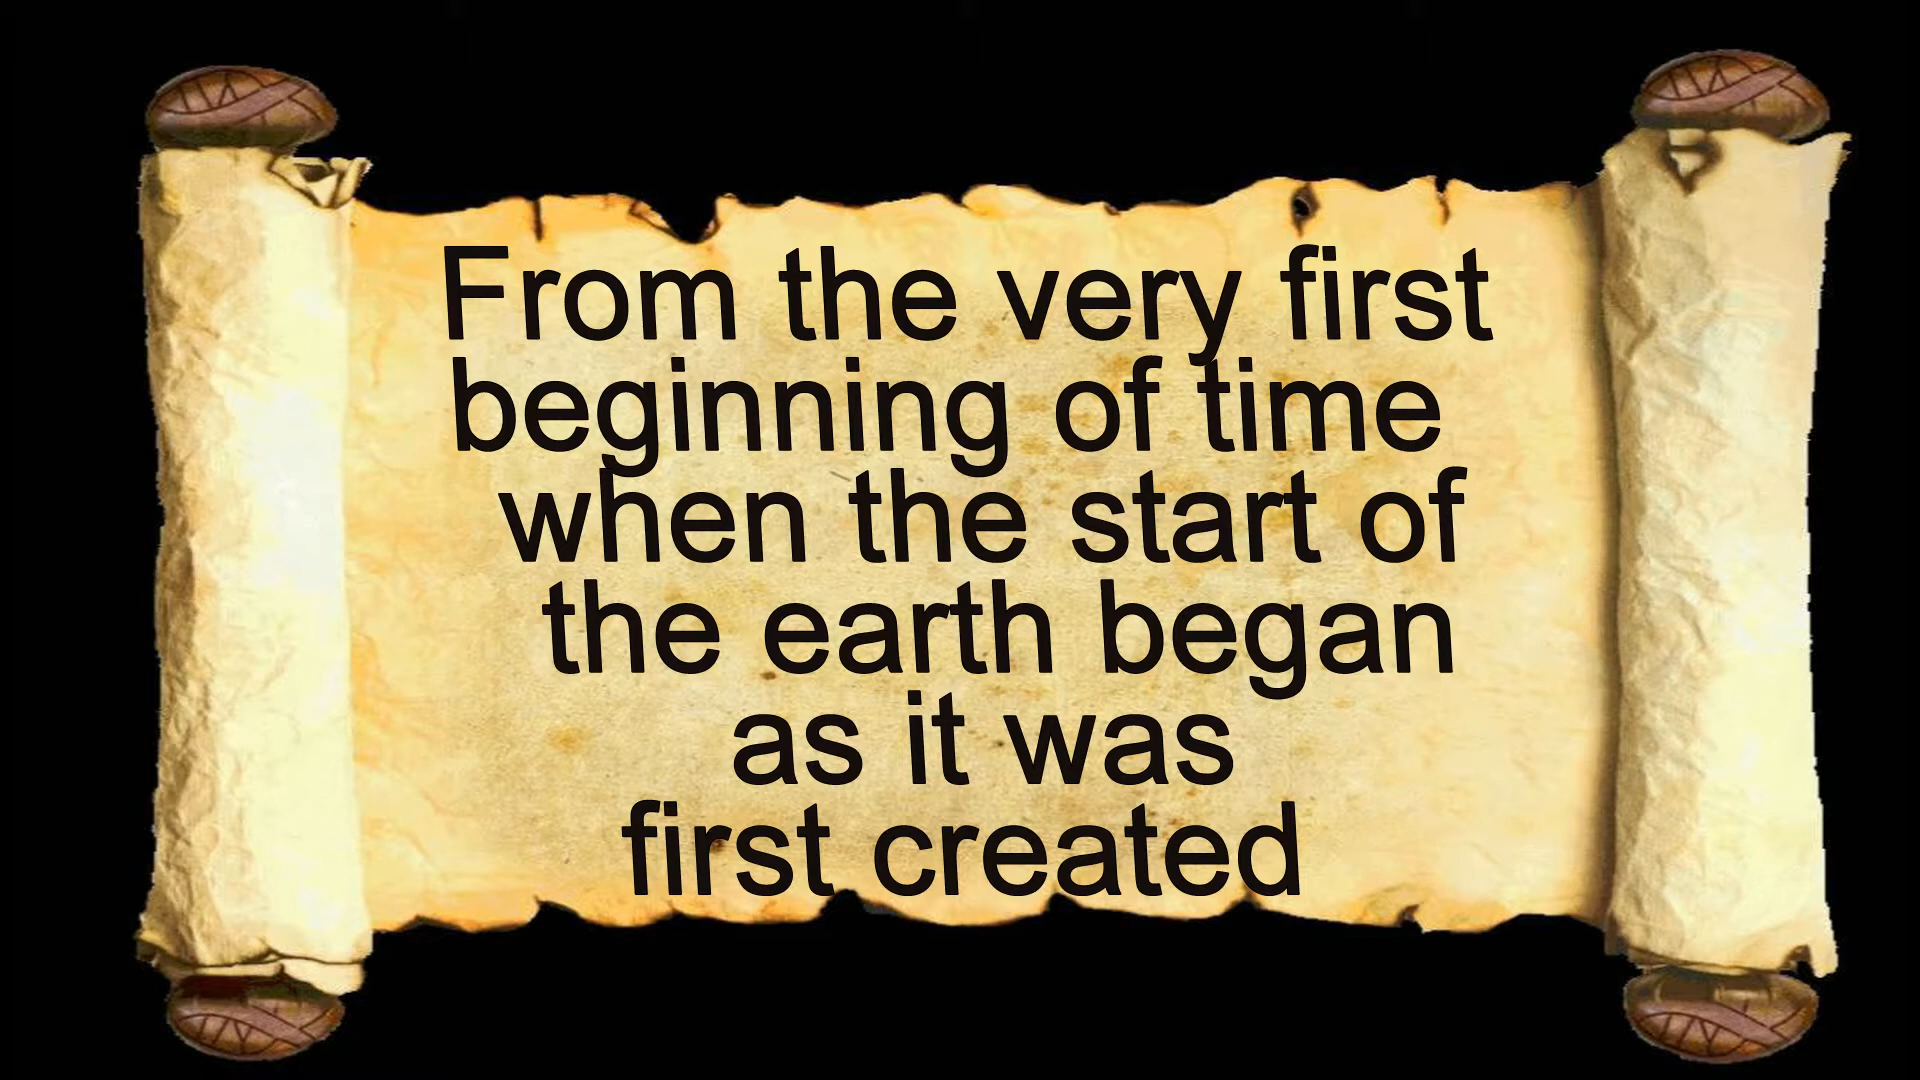 From the very first
beginning of time
when the start of
the earth began
as it was
first created